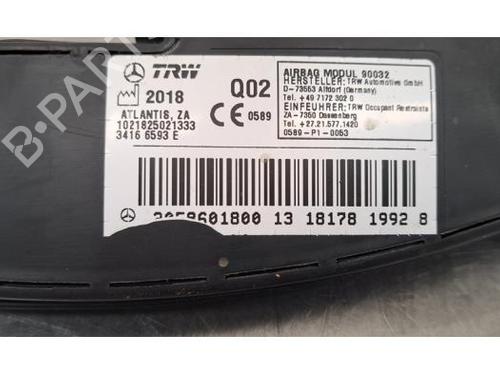 TRW
2018
Q02
ATLANTIS, ZA
1021825021333
3416 6593 E
CE 0589
AIRBAG MODUL 90032
HERSTELLER: TRW Automotive GmbH
D-73553 Alfdorf (Germany)
Tel. +49 7172 302 0
EINFUEHRER: TRW Occupant Restraints
ZA-7350 Dassenberg
Tel. +27.21.577.1420
0589-P1-0053
2058601800 13 18178 1992 8
B